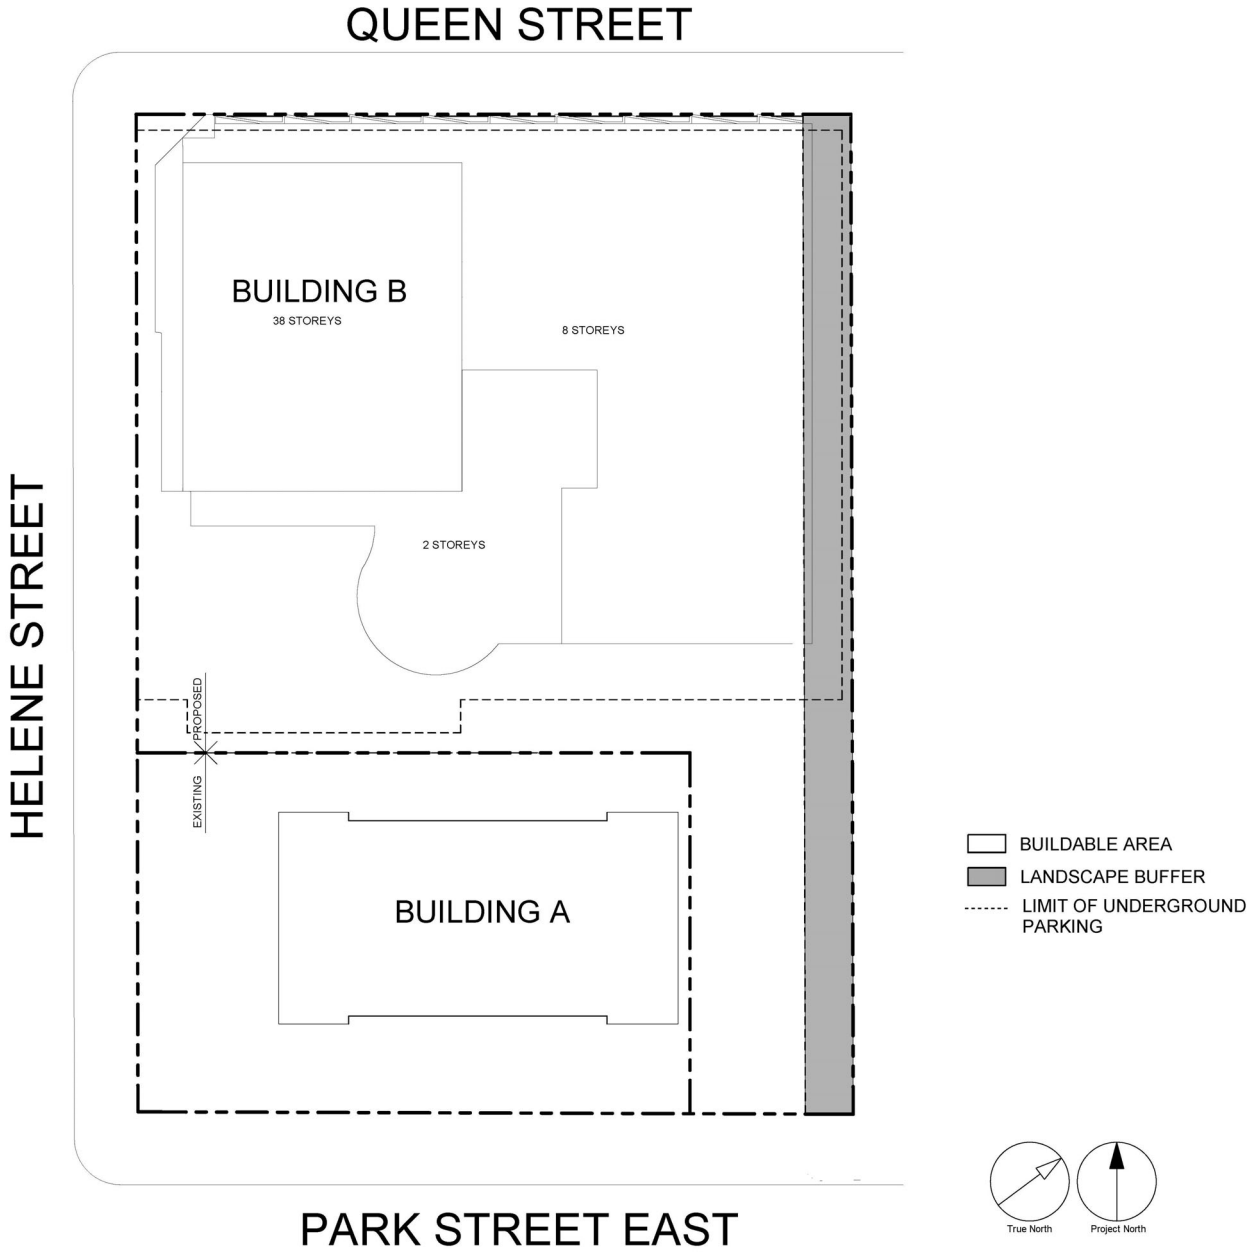 QUEEN STREET
BUILDING B
38 STOREYS
8 STOREYS
2 STOREYS
HELENE STREET
PROPOSED
EXISTING
BUILDING A
BUILDABLE AREA
LANDSCAPE BUFFER
LIMIT OF UNDERGROUND
PARKING
True North
Project North
PARK STREET EAST